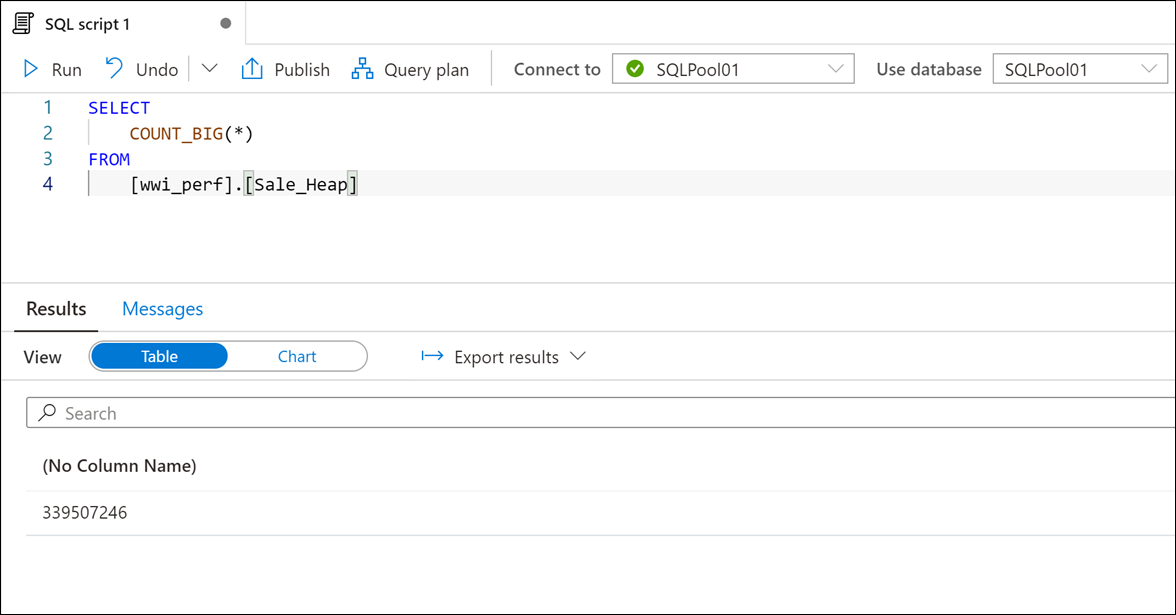 SQL script 1
Run Undo Publish Query plan Connect to SQLPool01 Use database SQLPool01
1 SELECT
2 COUNT_BIG(*)
3 FROM
4 [wwi_perf].[Sale_Heap]
Results Messages
View Table Chart Export results
Search
(No Column Name)
339507246